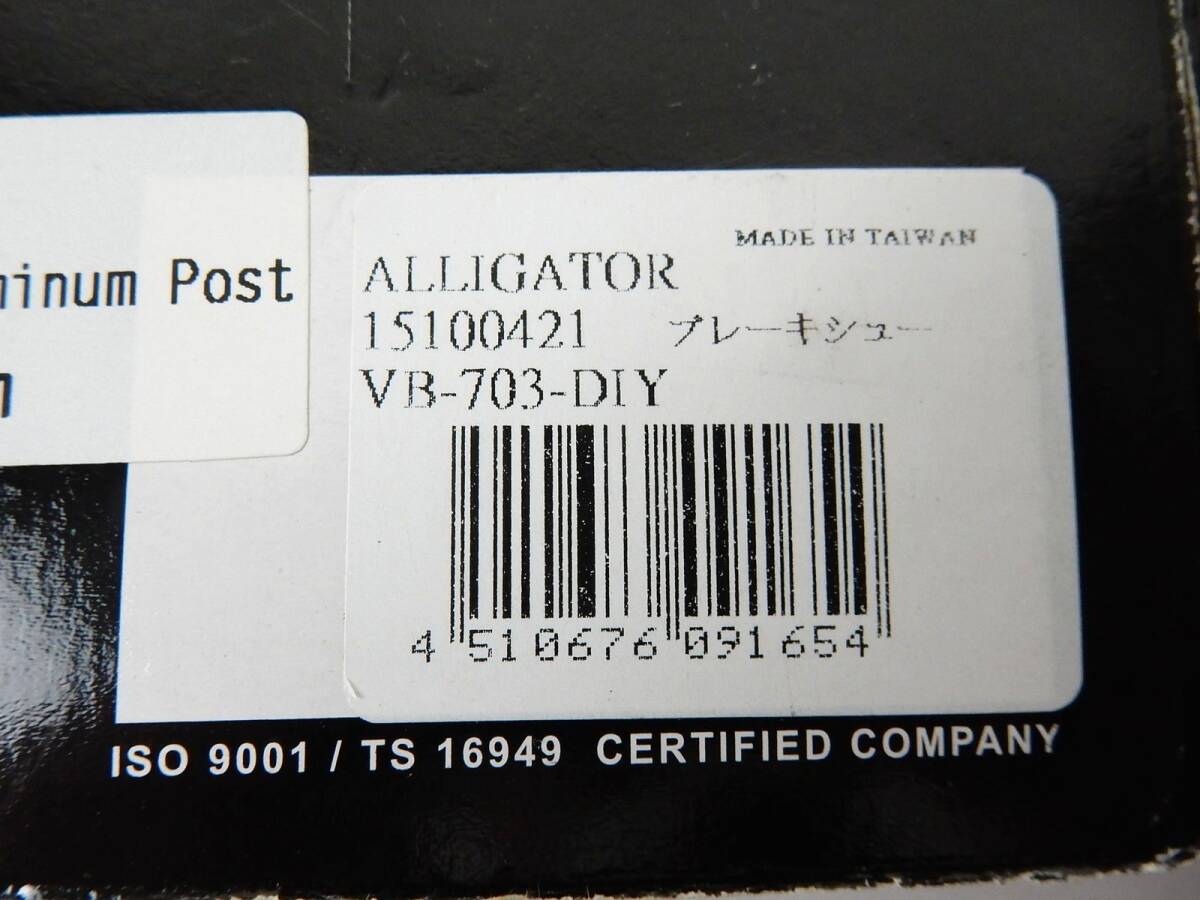 Post
MADE IN TAIWAN
ALLIGATOR
15100421 ブレーキシュー
VB-703-DIY
4 510676 091654
ISO 9001 / TS 16949 CERTIFIED COMPANY